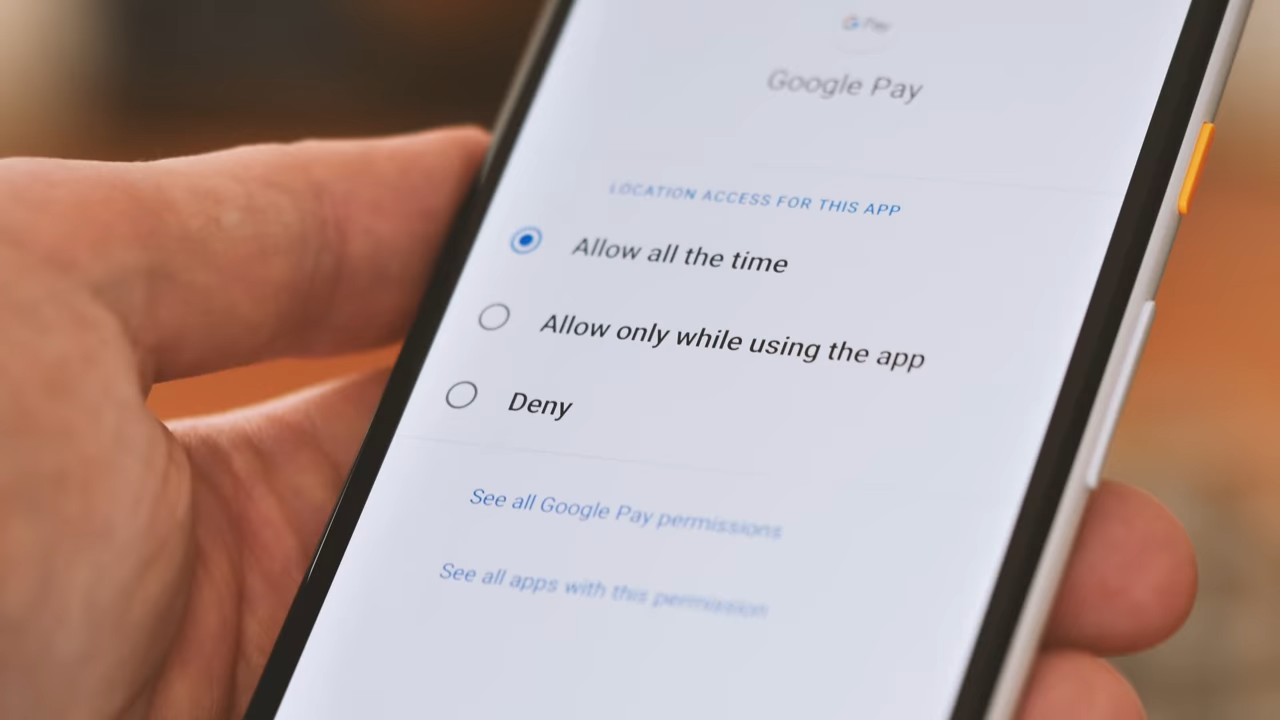 G Pay
Google Pay
LOCATION ACCESS FOR THIS APP
Allow all the time
Allow only while using the app
Deny
See all Google Pay permissions
See all apps with this permission